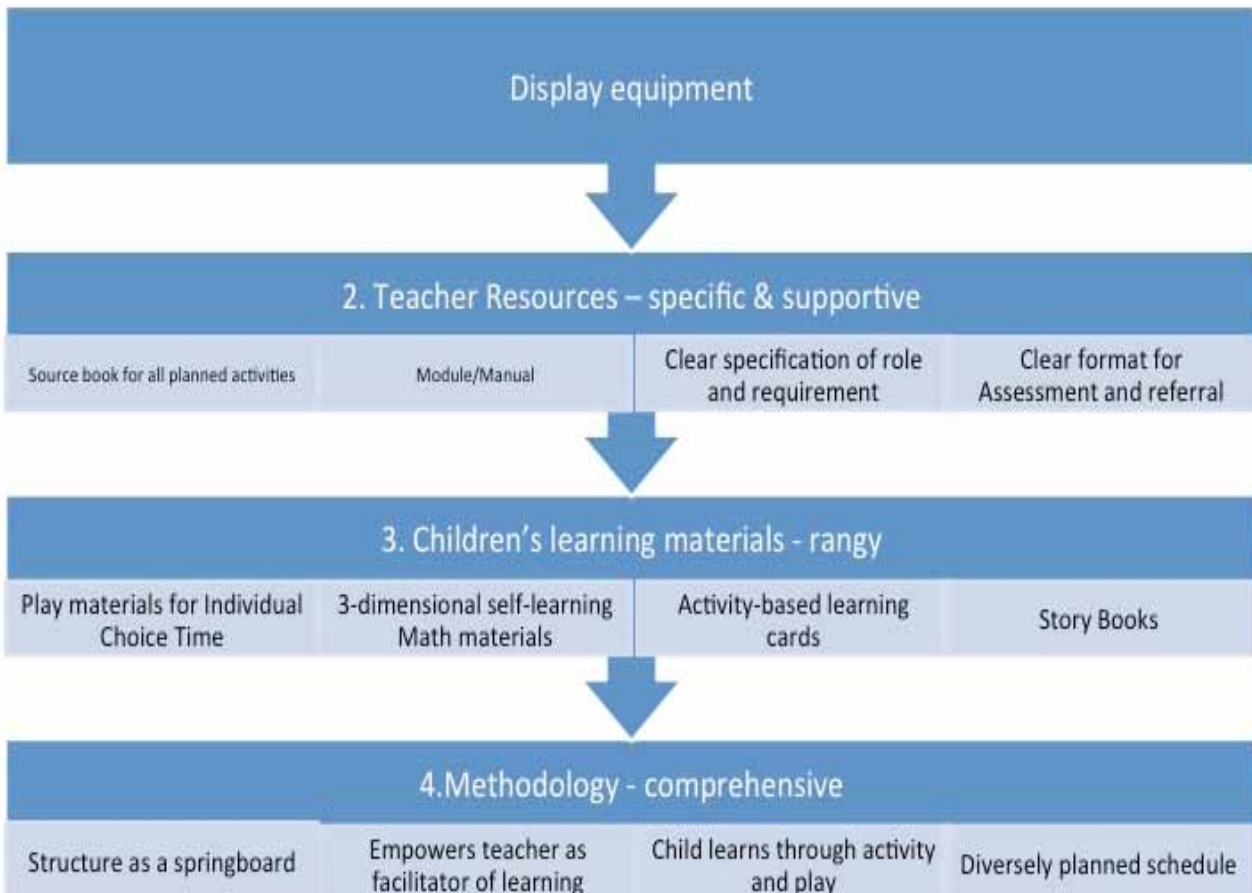 Display equipment
2. Teacher Resources – specific & supportive
Source book for all planned activities
Module/Manual
Clear specification of role
and requirement
Clear format for
Assessment and referral
3. Children's learning materials - rangy
Play materials for Individual
Choice Time
3-dimensional self-learning
Math materials
Activity-based learning
cards
Story Books
4.Methodology - comprehensive
Structure as a springboard
Empowers teacher as
facilitator of learning
Child learns through activity
and play
Diversely planned schedule